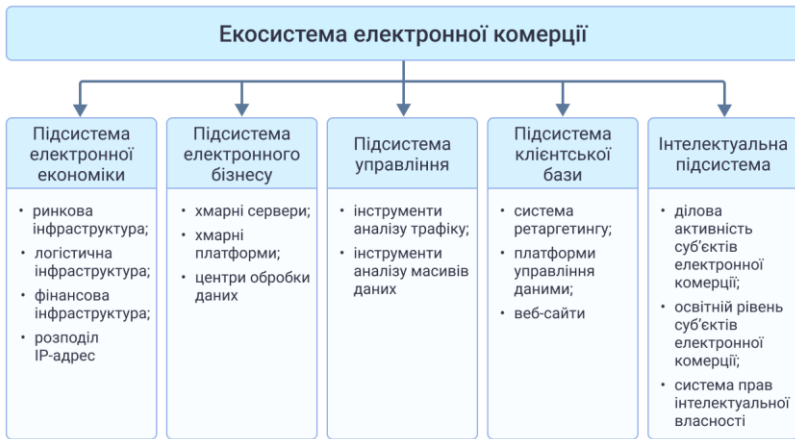 Екосистема електронної комерції
Підсистема
електронної
економіки
• ринкова
інфраструктура;
• логістична
інфраструктура;
• фінансова
інфраструктура;
• розподіл
IP-адрес
Підсистема
електронного
бізнесу
• хмарні сервери;
• хмарні
платформи;
• центри обробки
даних
Підсистема
управління
• інструменти
аналізу трафіку;
• інструменти
аналізу масивів
даних
Підсистема
клієнтської
бази
• система
ретаргетингу;
• платформи
управління
даними;
• веб-сайти
Інтелектуальна
підсистема
• ділова
активність
суб’єктів
електронної
комерції;
• освітній рівень
суб’єктів
електронної
комерції;
• система прав
інтелектуальної
власності